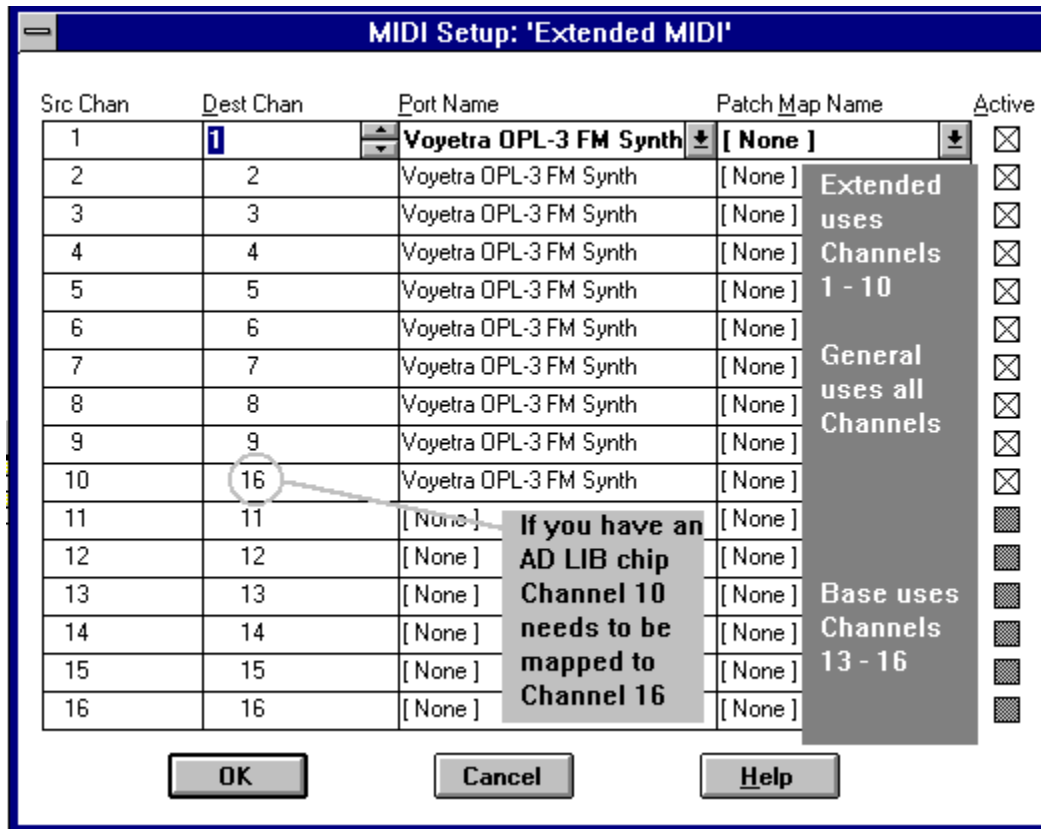 MIDI Setup: 'Extended MIDI'
Src Chan Dest Chan Port Name Patch Map Name Active
1 1 Voyetra OPL-3 FM Synth [ None ]
2 2 Voyetra OPL-3 FM Synth [ None ]
3 3 Voyetra OPL-3 FM Synth [ None ]
4 4 Voyetra OPL-3 FM Synth [ None ]
5 5 Voyetra OPL-3 FM Synth [ None ]
6 6 Voyetra OPL-3 FM Synth [ None ]
7 7 Voyetra OPL-3 FM Synth [ None ]
8 8 Voyetra OPL-3 FM Synth [ None ]
9 9 Voyetra OPL-3 FM Synth [ None ]
10 16 Voyetra OPL-3 FM Synth [ None ]
11 11 [ None ] [ None ]
12 12 [ None ] [ None ]
13 13 [ None ] [ None ]
14 14 [ None ] [ None ]
15 15 [ None ] [ None ]
16 16 [ None ] [ None ]
Extended
uses
Channels
1 - 10
General
uses all
Channels
Base uses
Channels
13 - 16
If you have an
AD LIB chip
Channel 10
needs to be
mapped to
Channel 16
OK Cancel Help